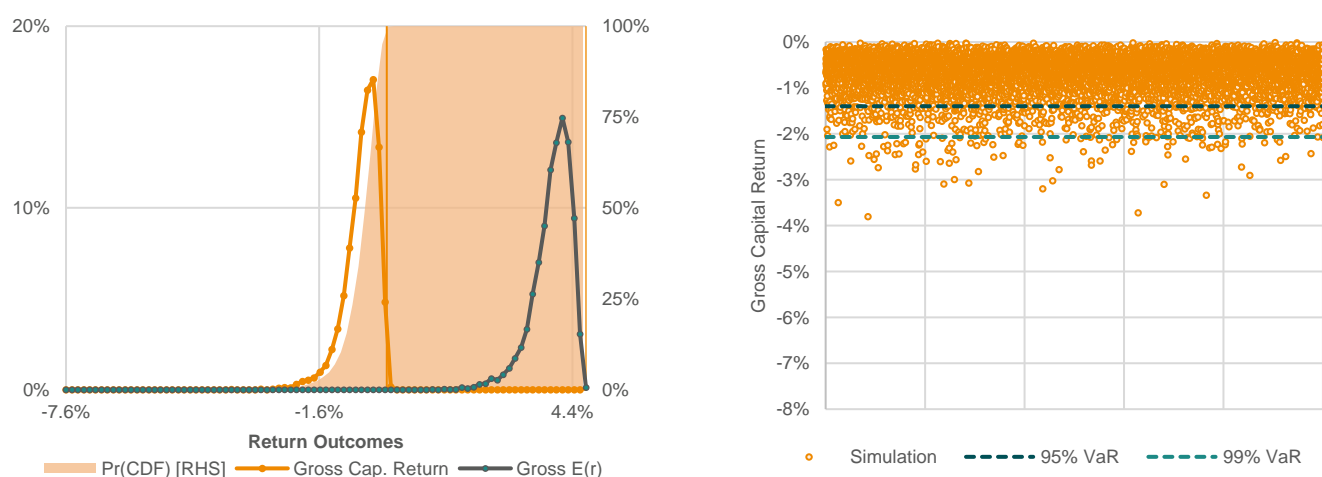 20%
10%
0%
100%
75%
50%
25%
0%
-7.6%
-1.6%
4.4%
Return Outcomes
Pr(CDF) [RHS]
Gross Cap. Return
Gross E(r)
Gross Capital Return
0%
-1%
-2%
-3%
-4%
-5%
-6%
-7%
-8%
Simulation
95% VaR
99% VaR